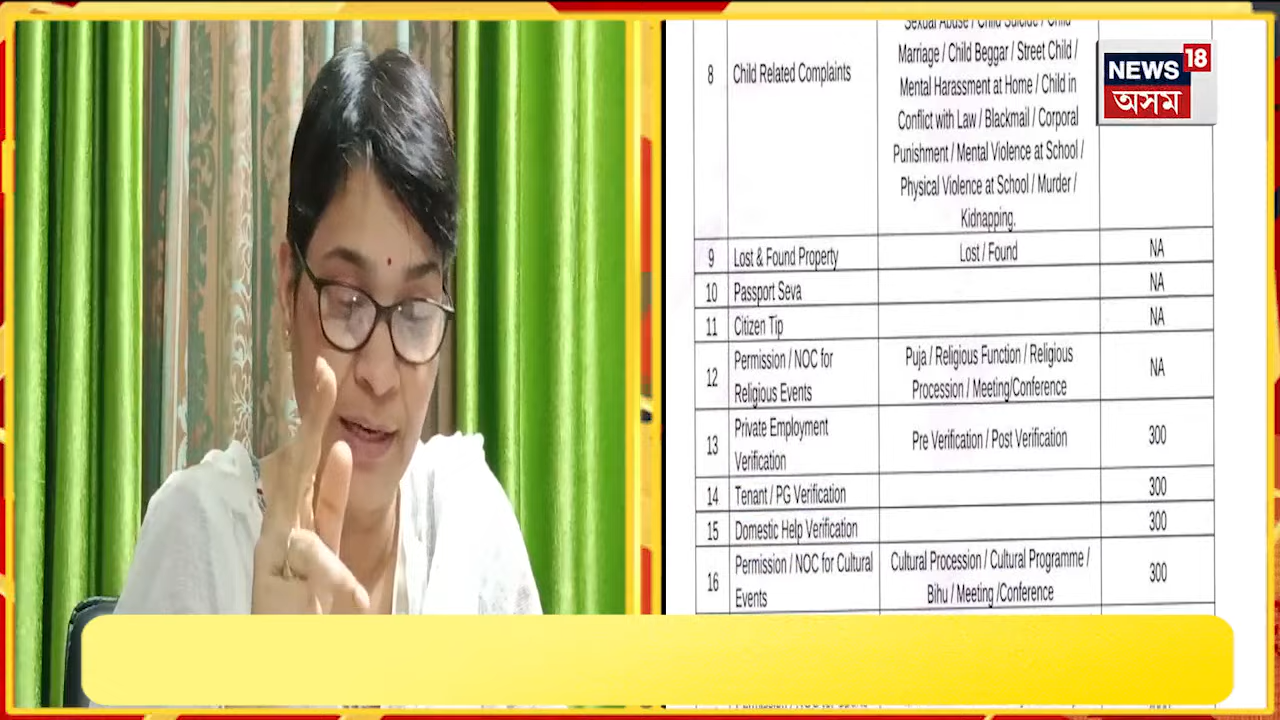 Sexual Abuse / Child Suicide / Child
Marriage / Child Beggar / Street Child /
8 Child Related Complaints
Mental Harassment at Home / Child in
Conflict with Law / Blackmail / Corporal
Punishment / Mental Violence at School /
Physical Violence at School / Murder /
Kidnapping.
9 Lost & Found Property Lost / Found NA
10 Passport Seva NA
11 Citizen Tip NA
12 Permission / NOC for
Religious Events
Puja / Religious Function / Religious
Procession / Meeting/Conference
NA
13 Private Employment
Verification
Pre Verification / Post Verification
300
14 Tenant / PG Verification 300
15 Domestic Help Verification 300
16 Permission / NOC for Cultural
Events
Cultural Procession / Cultural Programme /
Bihu / Meeting /Conference
300
NEWS 18
অসম